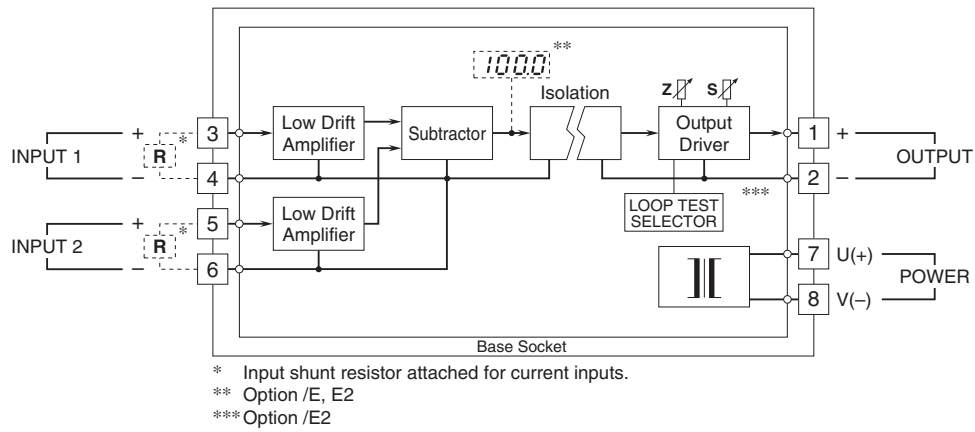 **
100.0
Isolation
Z S
INPUT 1
+
–
R
*
3
4
Low Drift
Amplifier
Subtractor
Output
Driver
1
+
2
–
OUTPUT
***
LOOP TEST
SELECTOR
INPUT 2
+
–
R
*
5
6
Low Drift
Amplifier
7
U(+)
8
V(–)
POWER
Base Socket
* Input shunt resistor attached for current inputs.
** Option /E, E2
*** Option /E2